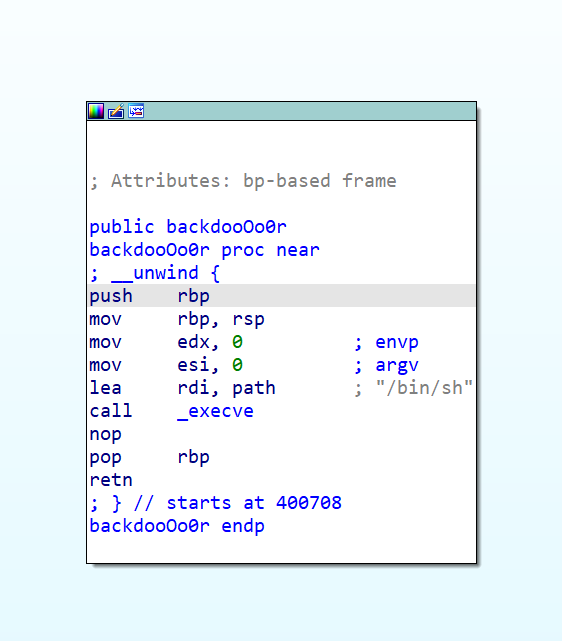 ; Attributes: bp-based frame
public backdooOo0r
backdooOo0r proc near
; __unwind {
push    rbp
mov     rbp, rsp
mov     edx, 0          ; envp
mov     esi, 0          ; argv
lea     rdi, path       ; "/bin/sh"
call    _execve
nop
pop     rbp
retn
; } // starts at 400708
backdooOo0r endp